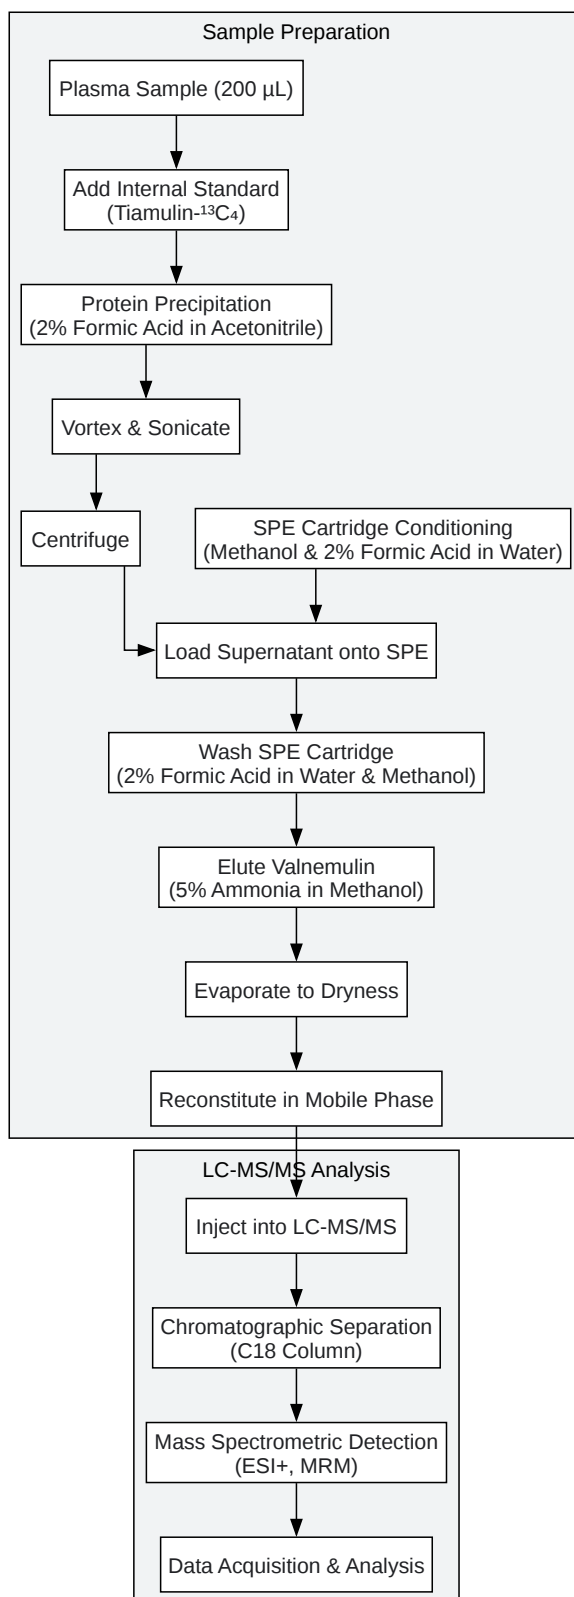 Sample Preparation
Plasma Sample (200 µL)
Add Internal Standard
(Tiamulin-¹³C₄)
Protein Precipitation
(2% Formic Acid in Acetonitrile)
Vortex & Sonicate
Centrifuge
SPE Cartridge Conditioning
(Methanol & 2% Formic Acid in Water)
Load Supernatant onto SPE
Wash SPE Cartridge
(2% Formic Acid in Water & Methanol)
Elute Valnemulin
(5% Ammonia in Methanol)
Evaporate to Dryness
Reconstitute in Mobile Phase
LC-MS/MS Analysis
Inject into LC-MS/MS
Chromatographic Separation
(C18 Column)
Mass Spectrometric Detection
(ESI+, MRM)
Data Acquisition & Analysis